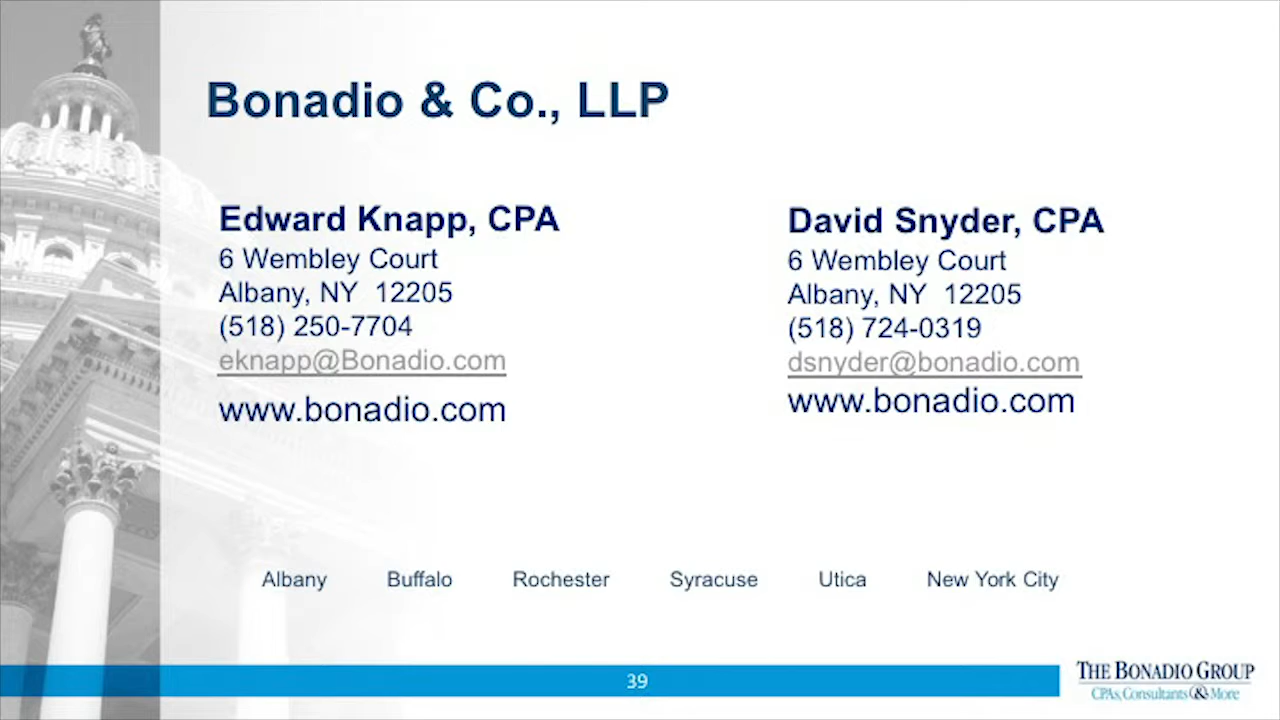 Bonadio & Co., LLP
Edward Knapp, CPA
6 Wembley Court
Albany, NY  12205
(518) 250-7704
eknapp@Bonadio.com
www.bonadio.com
David Snyder, CPA
6 Wembley Court
Albany, NY  12205
(518) 724-0319
dsnyder@bonadio.com
www.bonadio.com
Albany Buffalo Rochester Syracuse Utica New York City
39
THE BONADIO GROUP
CPAs, Consultants & More